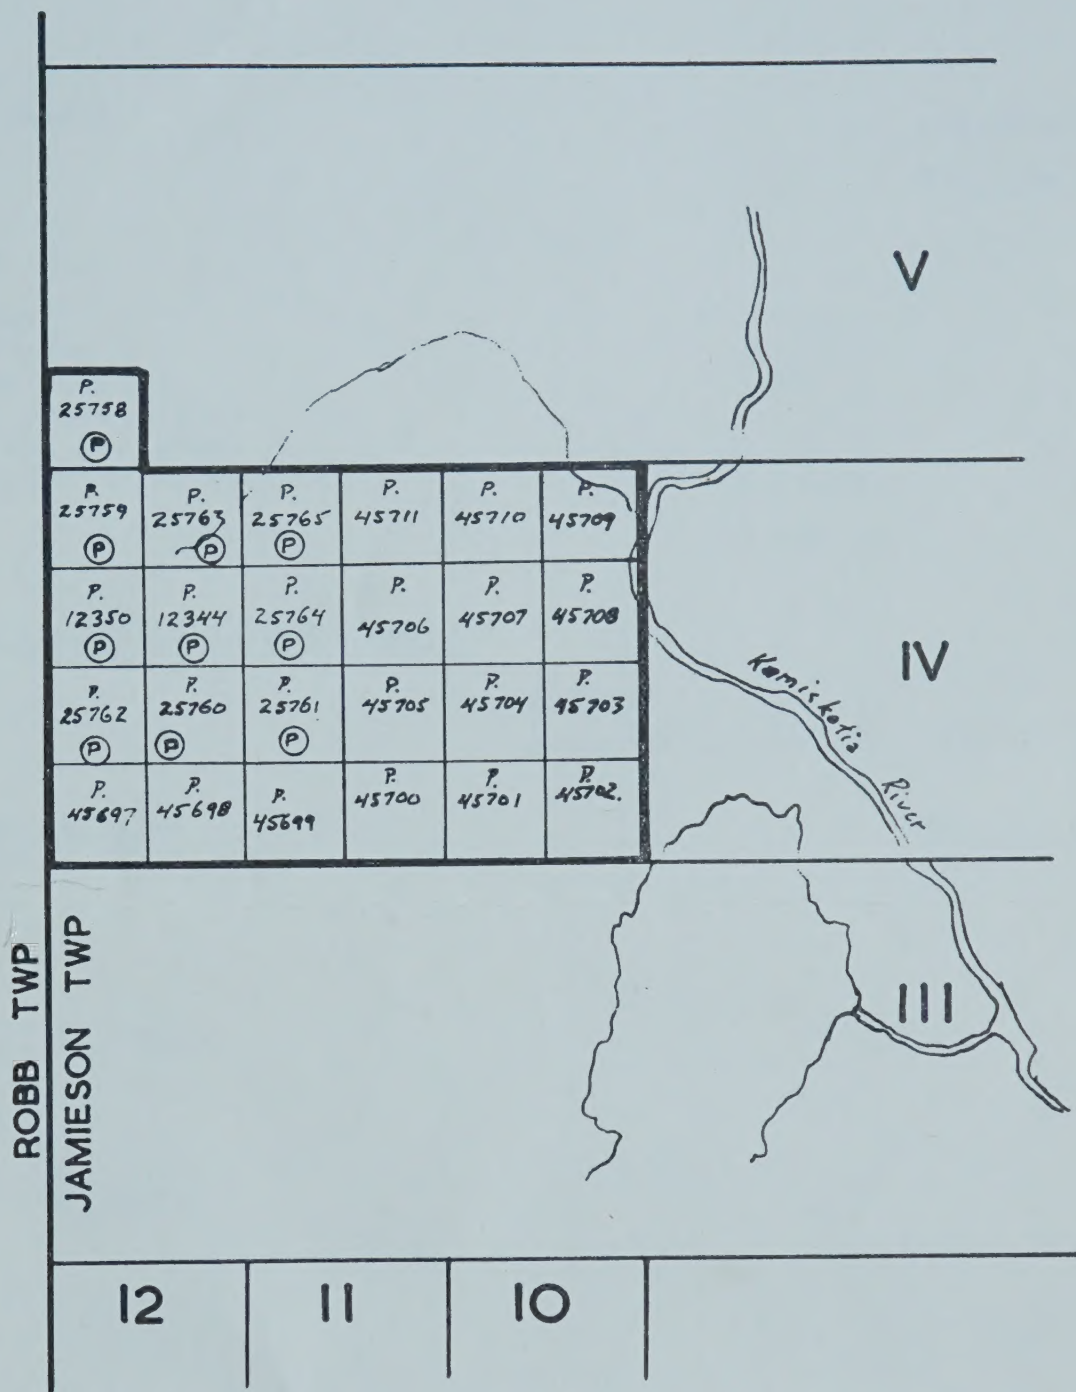 V
P.
25758
P
P.
25759
P
P.
25763
P
P.
25765
P
P.
45711
P.
45710
P.
45709
P.
12350
P
P.
12344
P
P.
25764
P
P.
45706
P.
45707
P.
45708
IV
Kamiskotia
River
P.
25762
P
P.
25760
P
P.
25761
P
P.
45705
P.
45704
P.
45703
P.
45697
P.
45698
P.
45699
P.
45700
P.
45701
P.
45702.
III
ROBB TWP
JAMIESON TWP
12
11
10